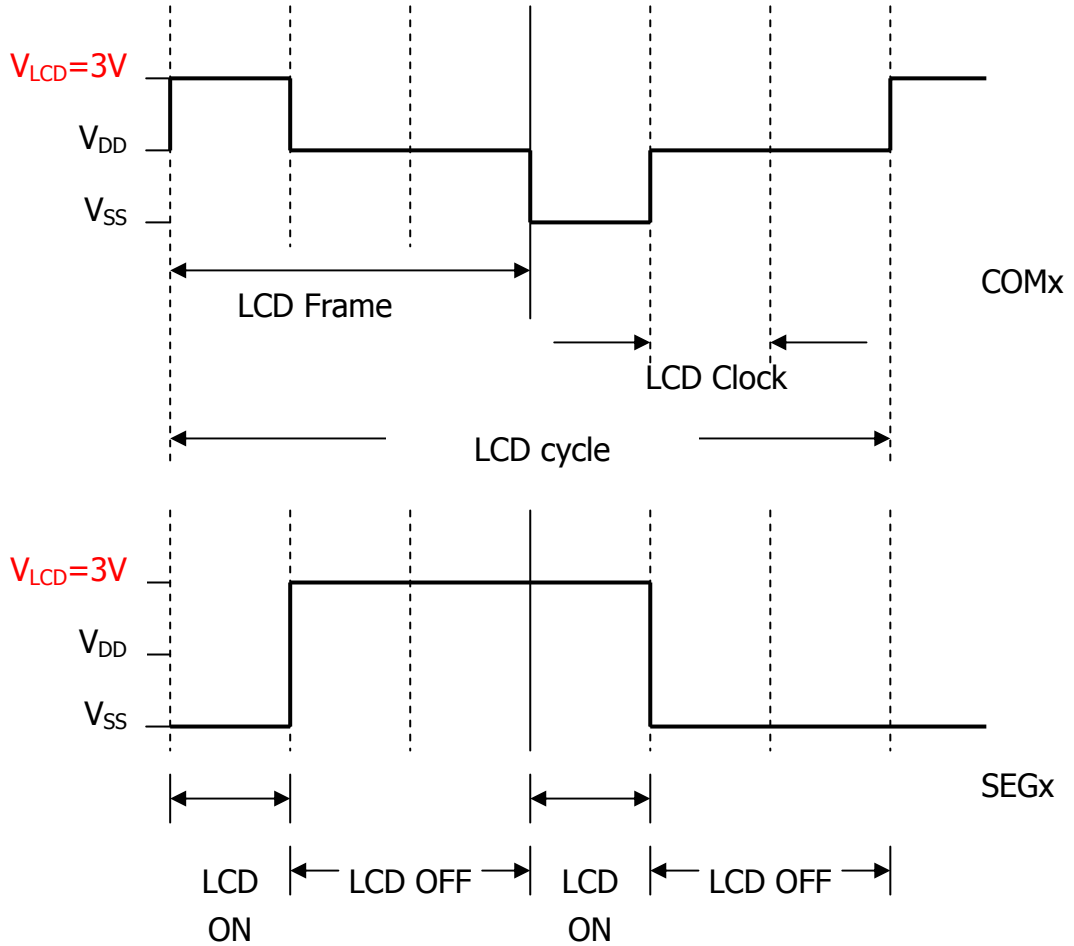 VLCD=3V
VDD
VSS
COMx
LCD Frame
LCD Clock
LCD cycle
VLCD=3V
VDD
VSS
SEGx
LCD ON
LCD OFF
LCD ON
LCD OFF